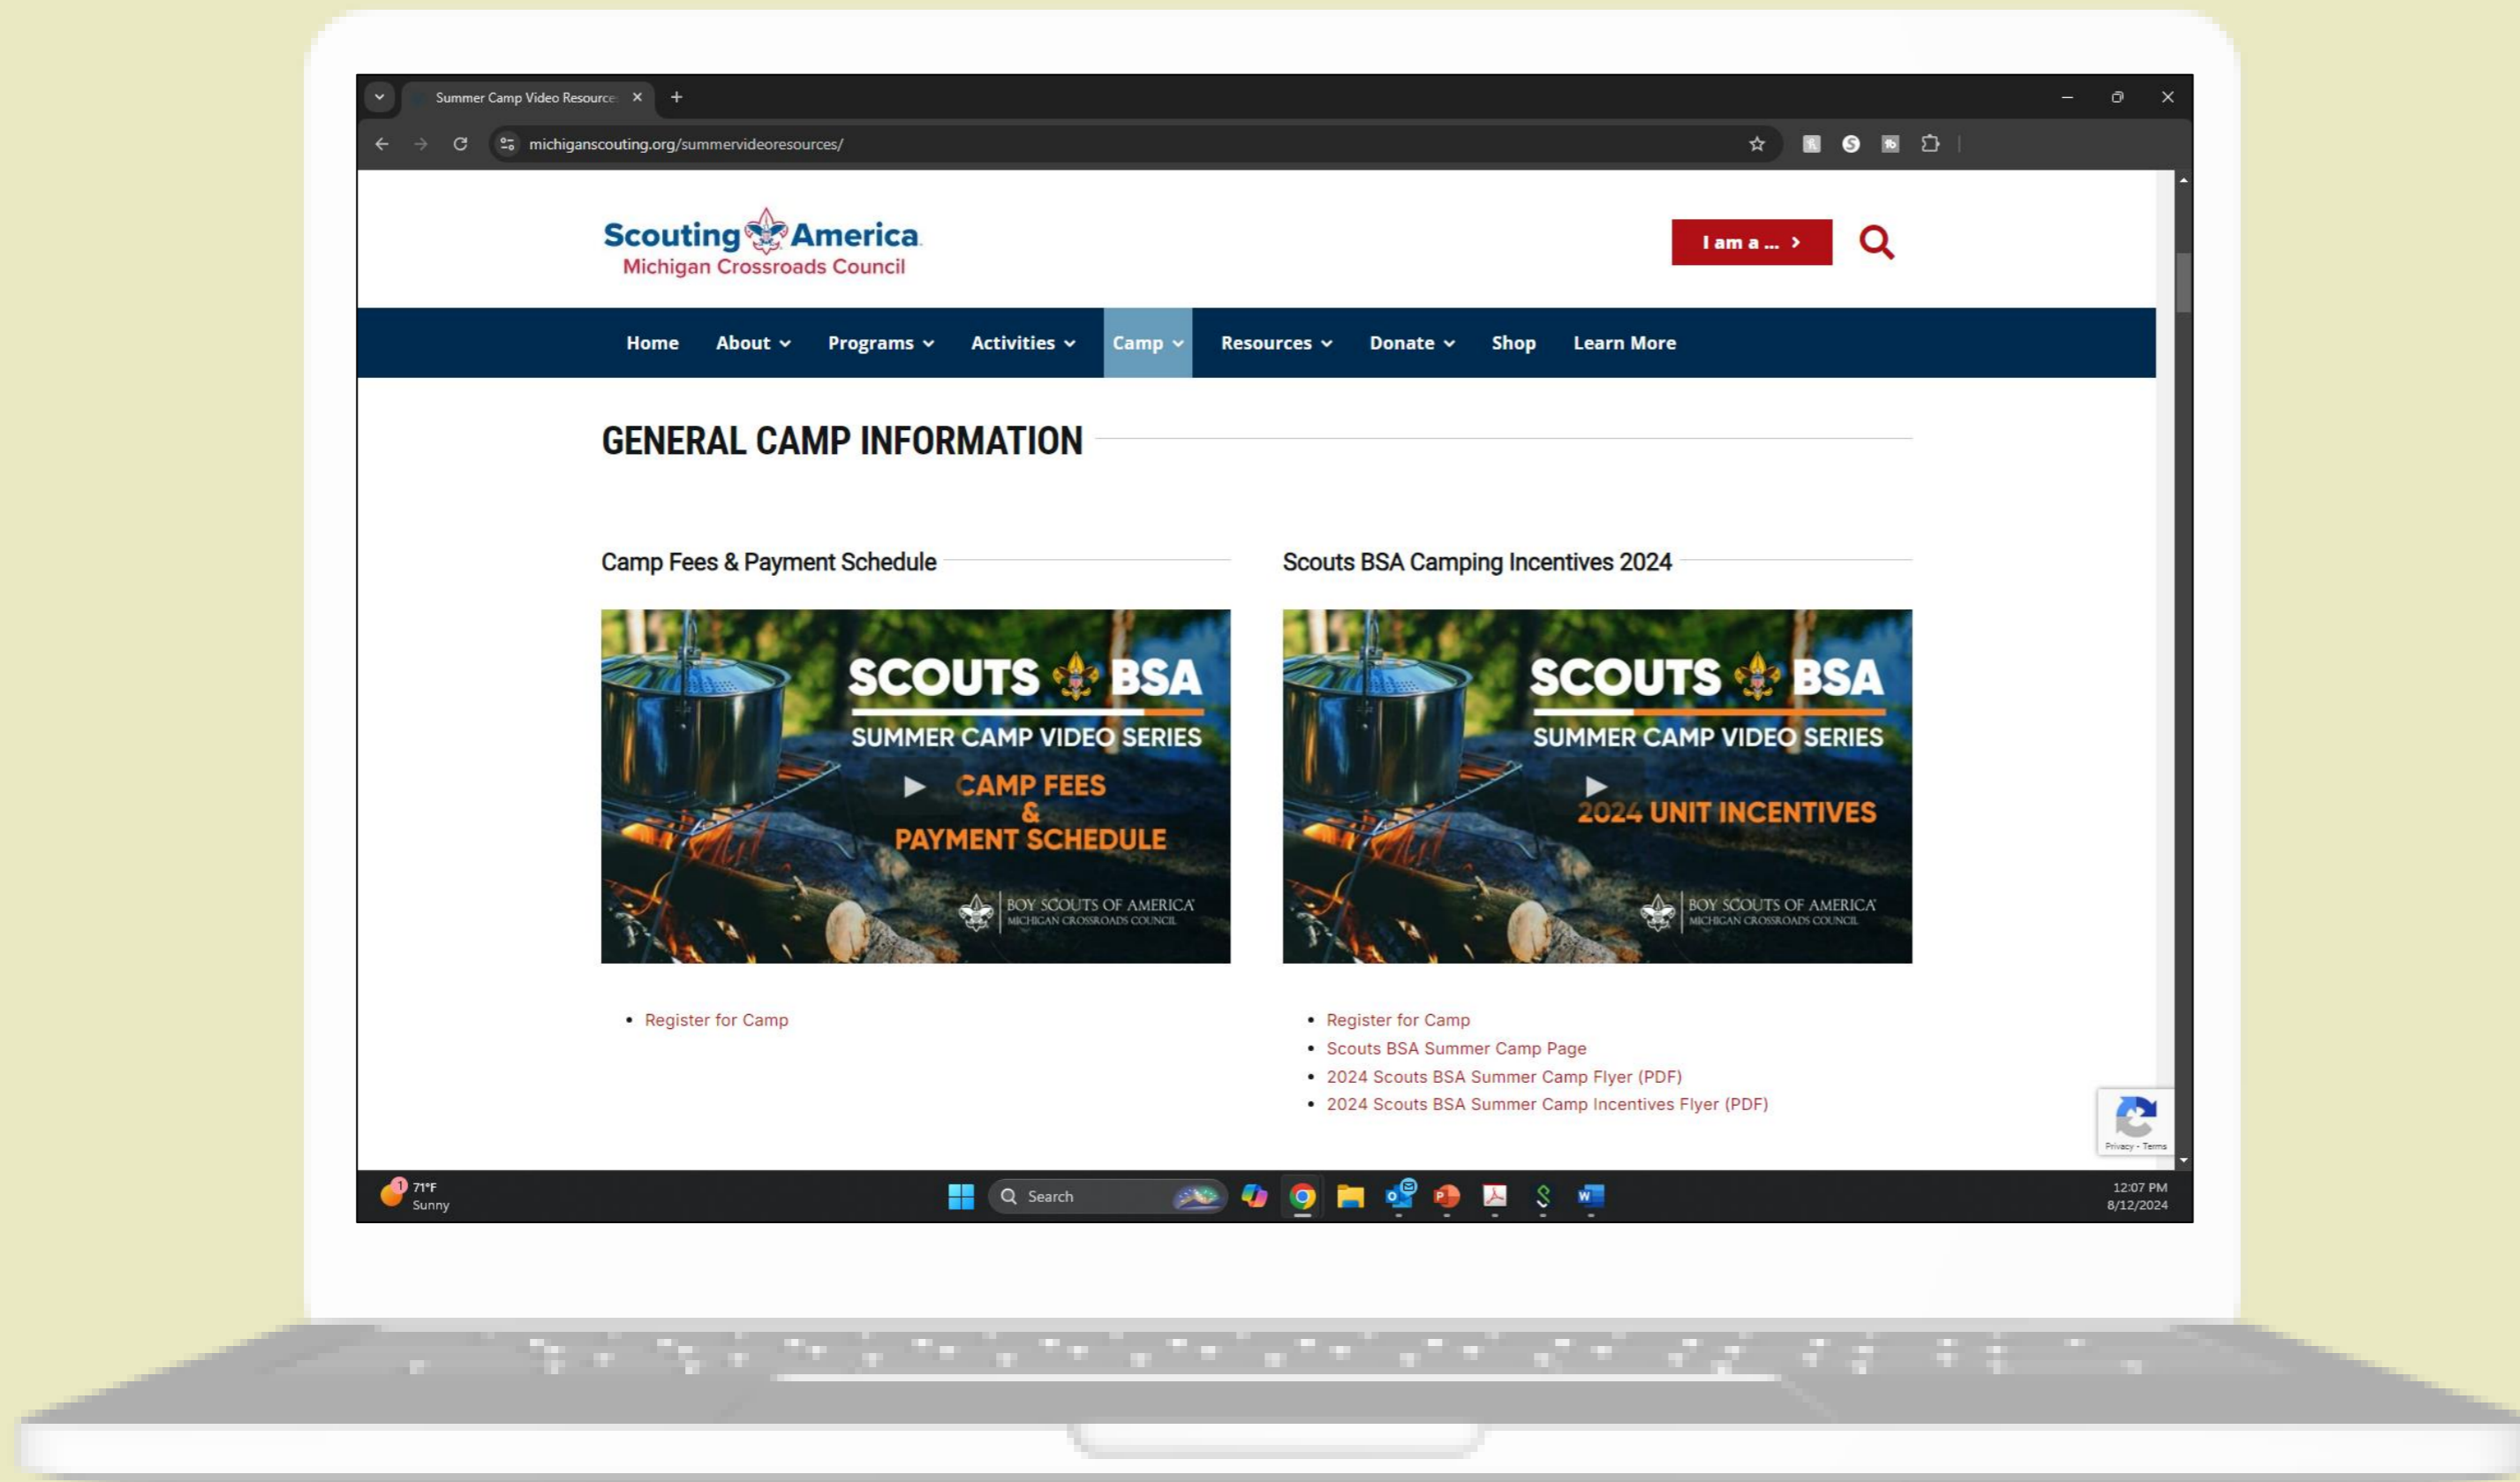 Summer Camp Video Resource
michiganscouting.org/summervideoresources/
Scouting America
Michigan Crossroads Council
I am a ... >
Home About Programs Activities Camp Resources Donate Shop Learn More
GENERAL CAMP INFORMATION
Camp Fees & Payment Schedule
SCOUTS BSA
SUMMER CAMP VIDEO SERIES
CAMP FEES
&
PAYMENT SCHEDULE
BOY SCOUTS OF AMERICA
MICHIGAN CROSSROADS COUNCIL
• Register for Camp
Scouts BSA Camping Incentives 2024
SCOUTS BSA
SUMMER CAMP VIDEO SERIES
2024 UNIT INCENTIVES
BOY SCOUTS OF AMERICA
MICHIGAN CROSSROADS COUNCIL
• Register for Camp
• Scouts BSA Summer Camp Page
• 2024 Scouts BSA Summer Camp Flyer (PDF)
• 2024 Scouts BSA Summer Camp Incentives Flyer (PDF)
Privacy - Terms
1
71°F
Sunny
Search
12:07 PM
8/12/2024